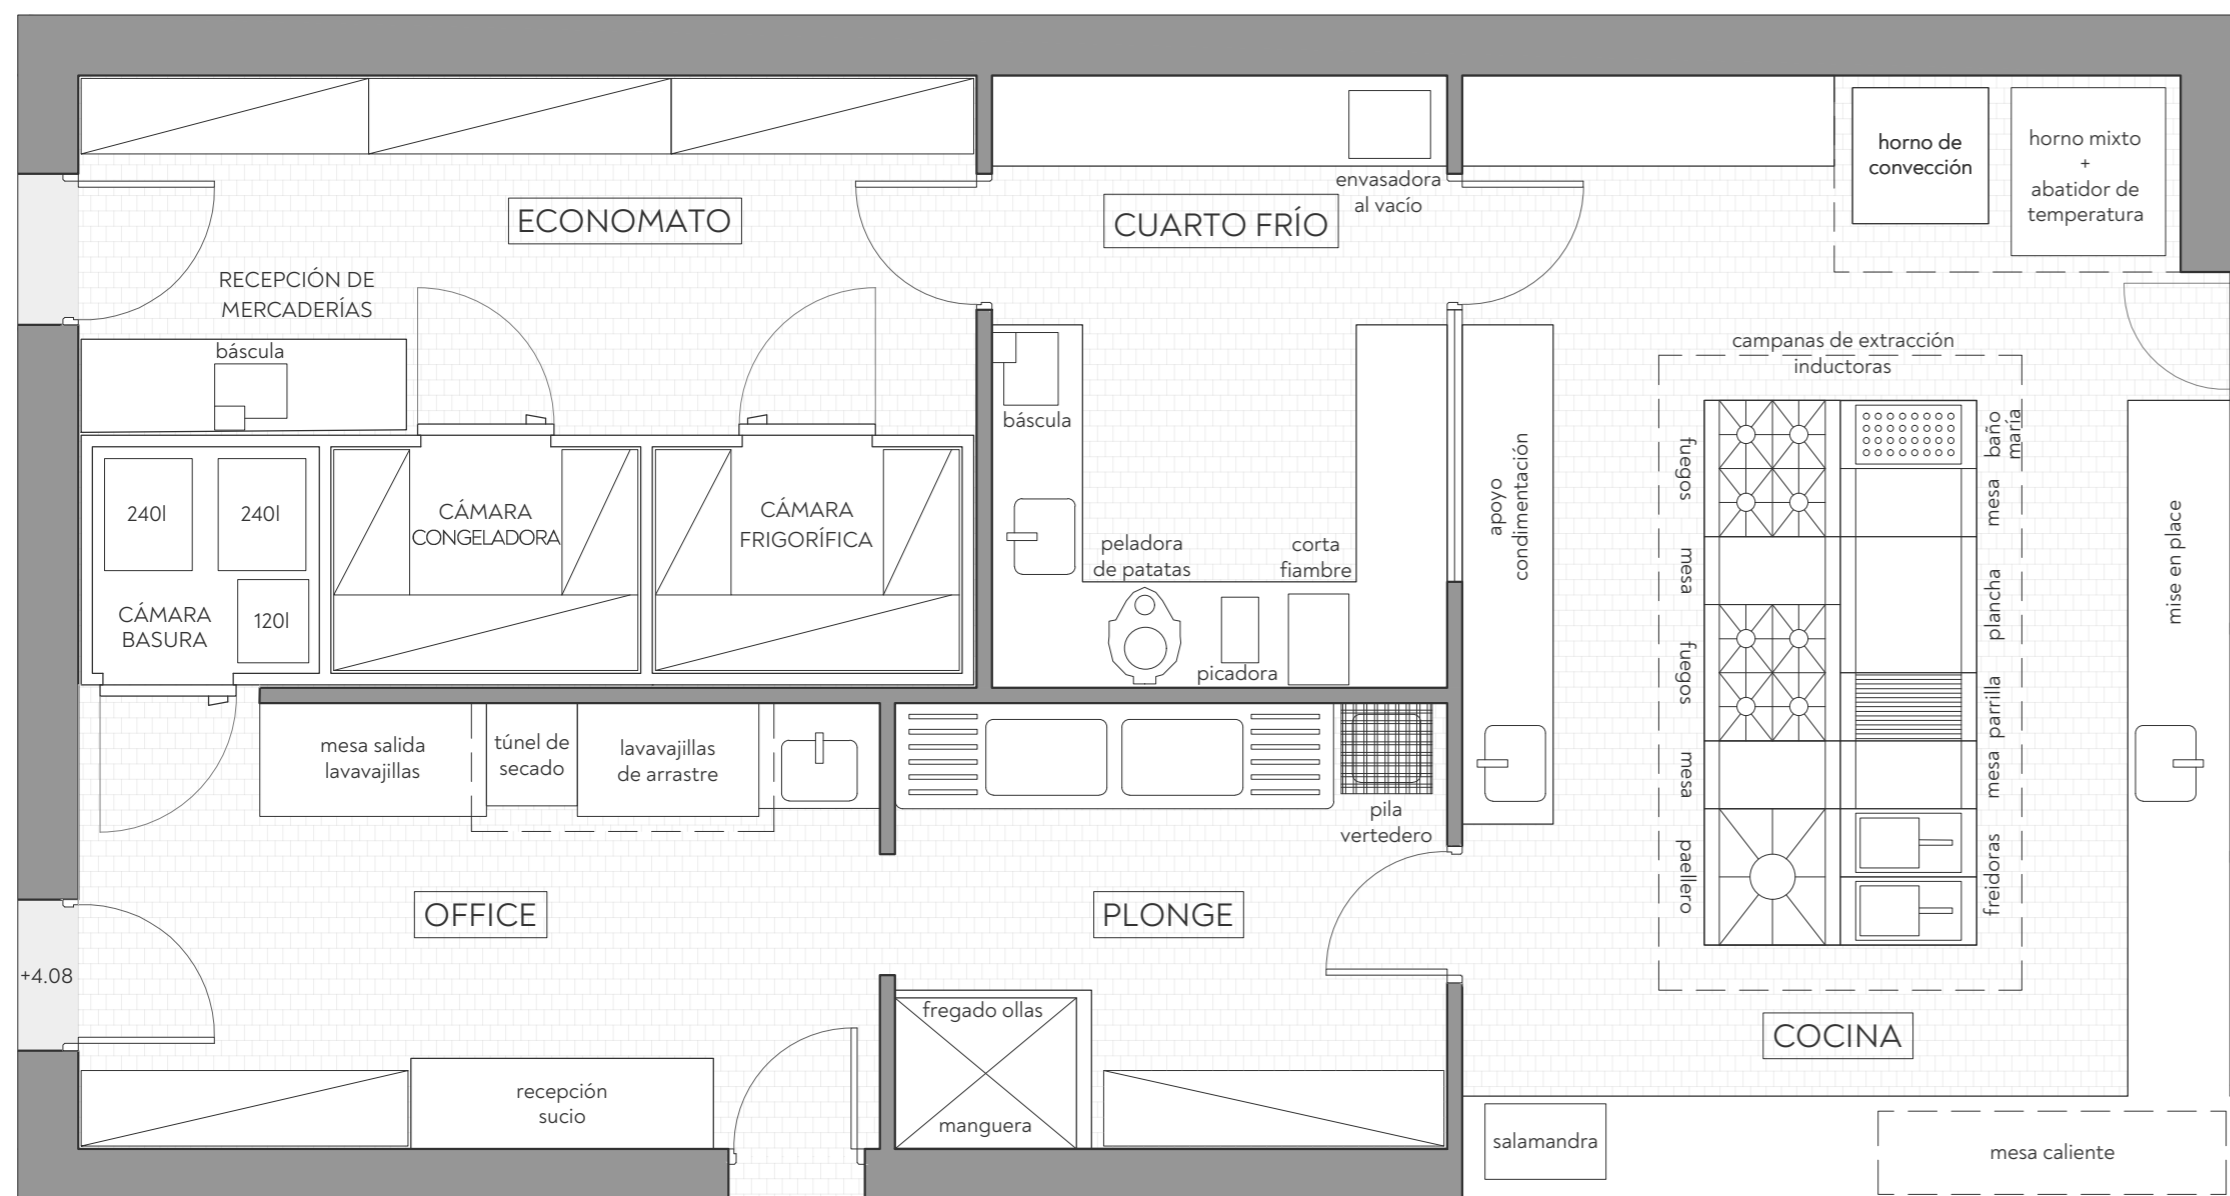 ECONOMATO
RECEPCIÓN DE
MERCADERÍAS
báscula
CUARTO FRÍO
envasadora
al vacío
horno de
convección
horno mixto
+
abatidor de
temperatura
campanas de extracción
inductoras
báscula
peladora
de patatas
corta
fiambre
picadora
apoyo
condimentación
240l
240l
120l
CÁMARA
BASURA
CÁMARA
CONGELADORA
CÁMARA
FRIGORÍFICA
fuegos
mesa
fuegos
mesa
paellero
baño
maría
mesa
plancha
parrilla
mesa
freidoras
mise en place
mesa salida
lavavajillas
túnel de
secado
lavavajillas
de arrastre
pila
vertedero
OFFICE
PLONGE
+4.08
COCINA
recepción
sucio
fregado ollas
manguera
salamandra
mesa caliente